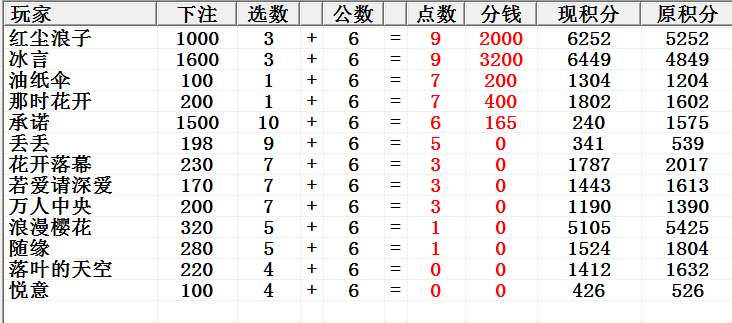 玩家 下注 选数 公数 点数 分钱 现积分 原积分
红尘浪子 1000 3 + 6 = 9 2000 6252 5252
冰言 1600 3 + 6 = 9 3200 6449 4849
油纸伞 100 1 + 6 = 7 200 1304 1204
那时花开 200 1 + 6 = 7 400 1802 1602
承诺 1500 10 + 6 = 6 165 240 1575
丢丢 198 9 + 6 = 5 0 341 539
花开落幕 230 7 + 6 = 3 0 1787 2017
若爱请深爱 170 7 + 6 = 3 0 1443 1613
万人中央 200 7 + 6 = 3 0 1190 1390
浪漫樱花 320 5 + 6 = 1 0 5105 5425
随缘 280 5 + 6 = 1 0 1524 1804
落叶的天空 220 4 + 6 = 0 0 1412 1632
悦意 100 4 + 6 = 0 0 426 526